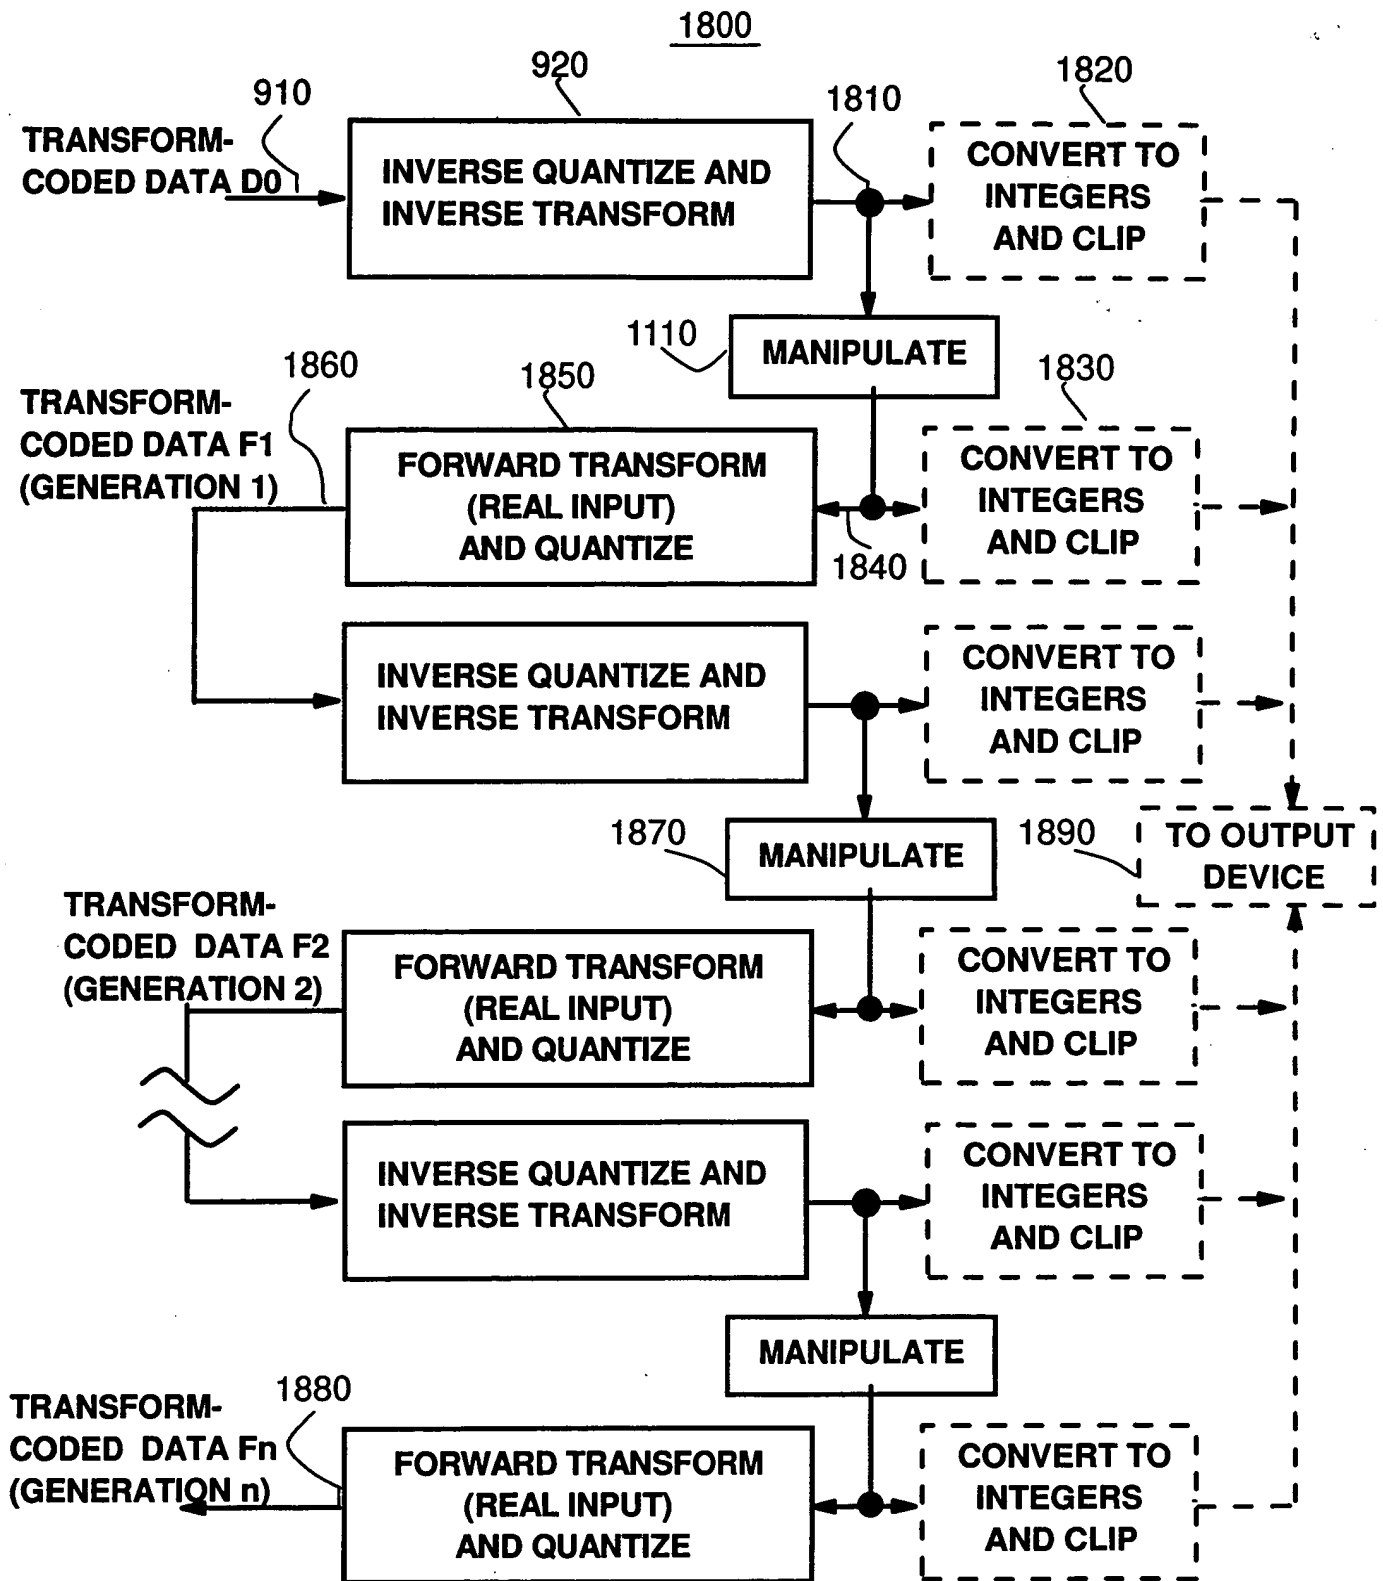 1800
910
920
1810
1820
TRANSFORM-
CODED DATA D0
INVERSE QUANTIZE AND
INVERSE TRANSFORM
CONVERT TO
INTEGERS
AND CLIP
1110
MANIPULATE
1860
1850
1830
TRANSFORM-
CODED DATA F1
(GENERATION 1)
FORWARD TRANSFORM
(REAL INPUT)
AND QUANTIZE
1840
CONVERT TO
INTEGERS
AND CLIP
INVERSE QUANTIZE AND
INVERSE TRANSFORM
CONVERT TO
INTEGERS
AND CLIP
1870
MANIPULATE
1890
TO OUTPUT
DEVICE
TRANSFORM-
CODED DATA F2
(GENERATION 2)
FORWARD TRANSFORM
(REAL INPUT)
AND QUANTIZE
CONVERT TO
INTEGERS
AND CLIP
INVERSE QUANTIZE AND
INVERSE TRANSFORM
CONVERT TO
INTEGERS
AND CLIP
MANIPULATE
1880
TRANSFORM-
CODED DATA Fn
(GENERATION n)
FORWARD TRANSFORM
(REAL INPUT)
AND QUANTIZE
CONVERT TO
INTEGERS
AND CLIP